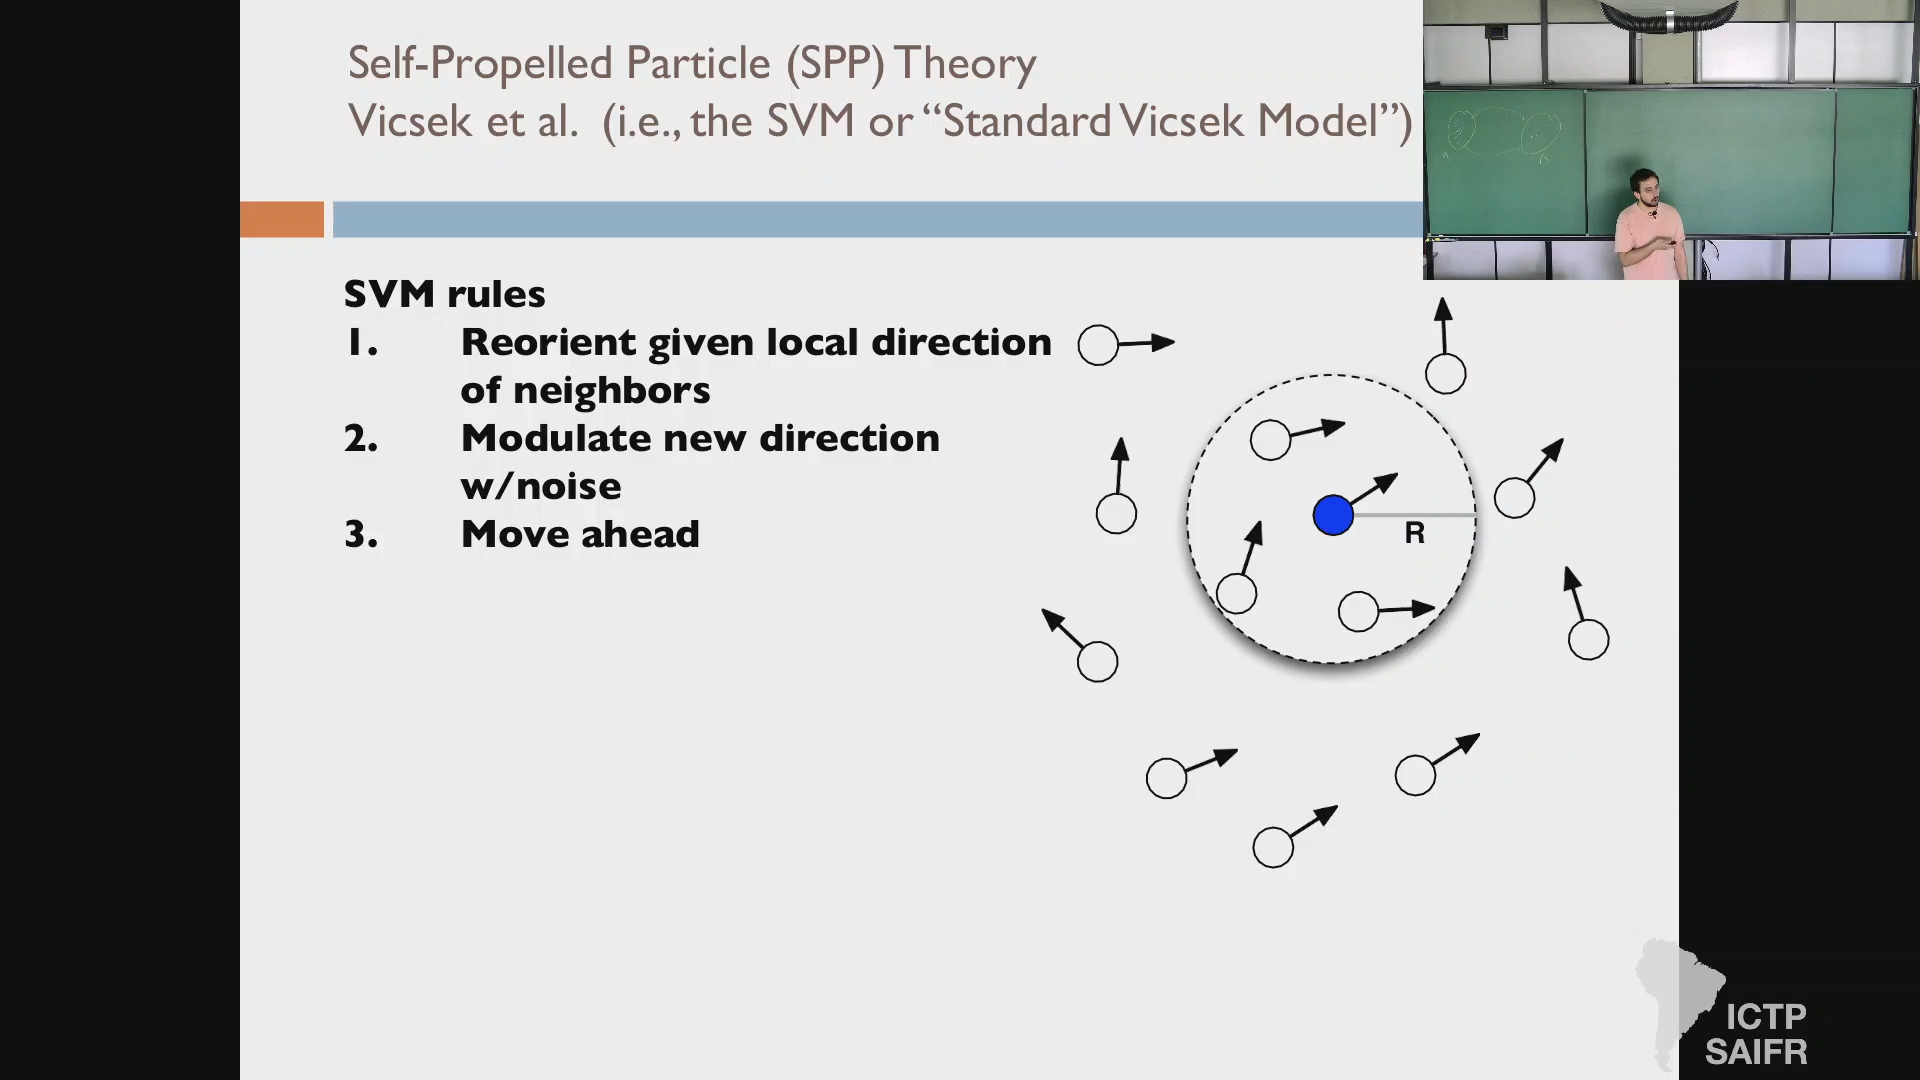 Self-Propelled Particle (SPP) Theory
Vicsek et al. (i.e., the SVM or “Standard Vicsek Model”)
SVM rules
1. Reorient given local direction
of neighbors
2. Modulate new direction
w/noise
3. Move ahead
R
ICTP
SAIFR